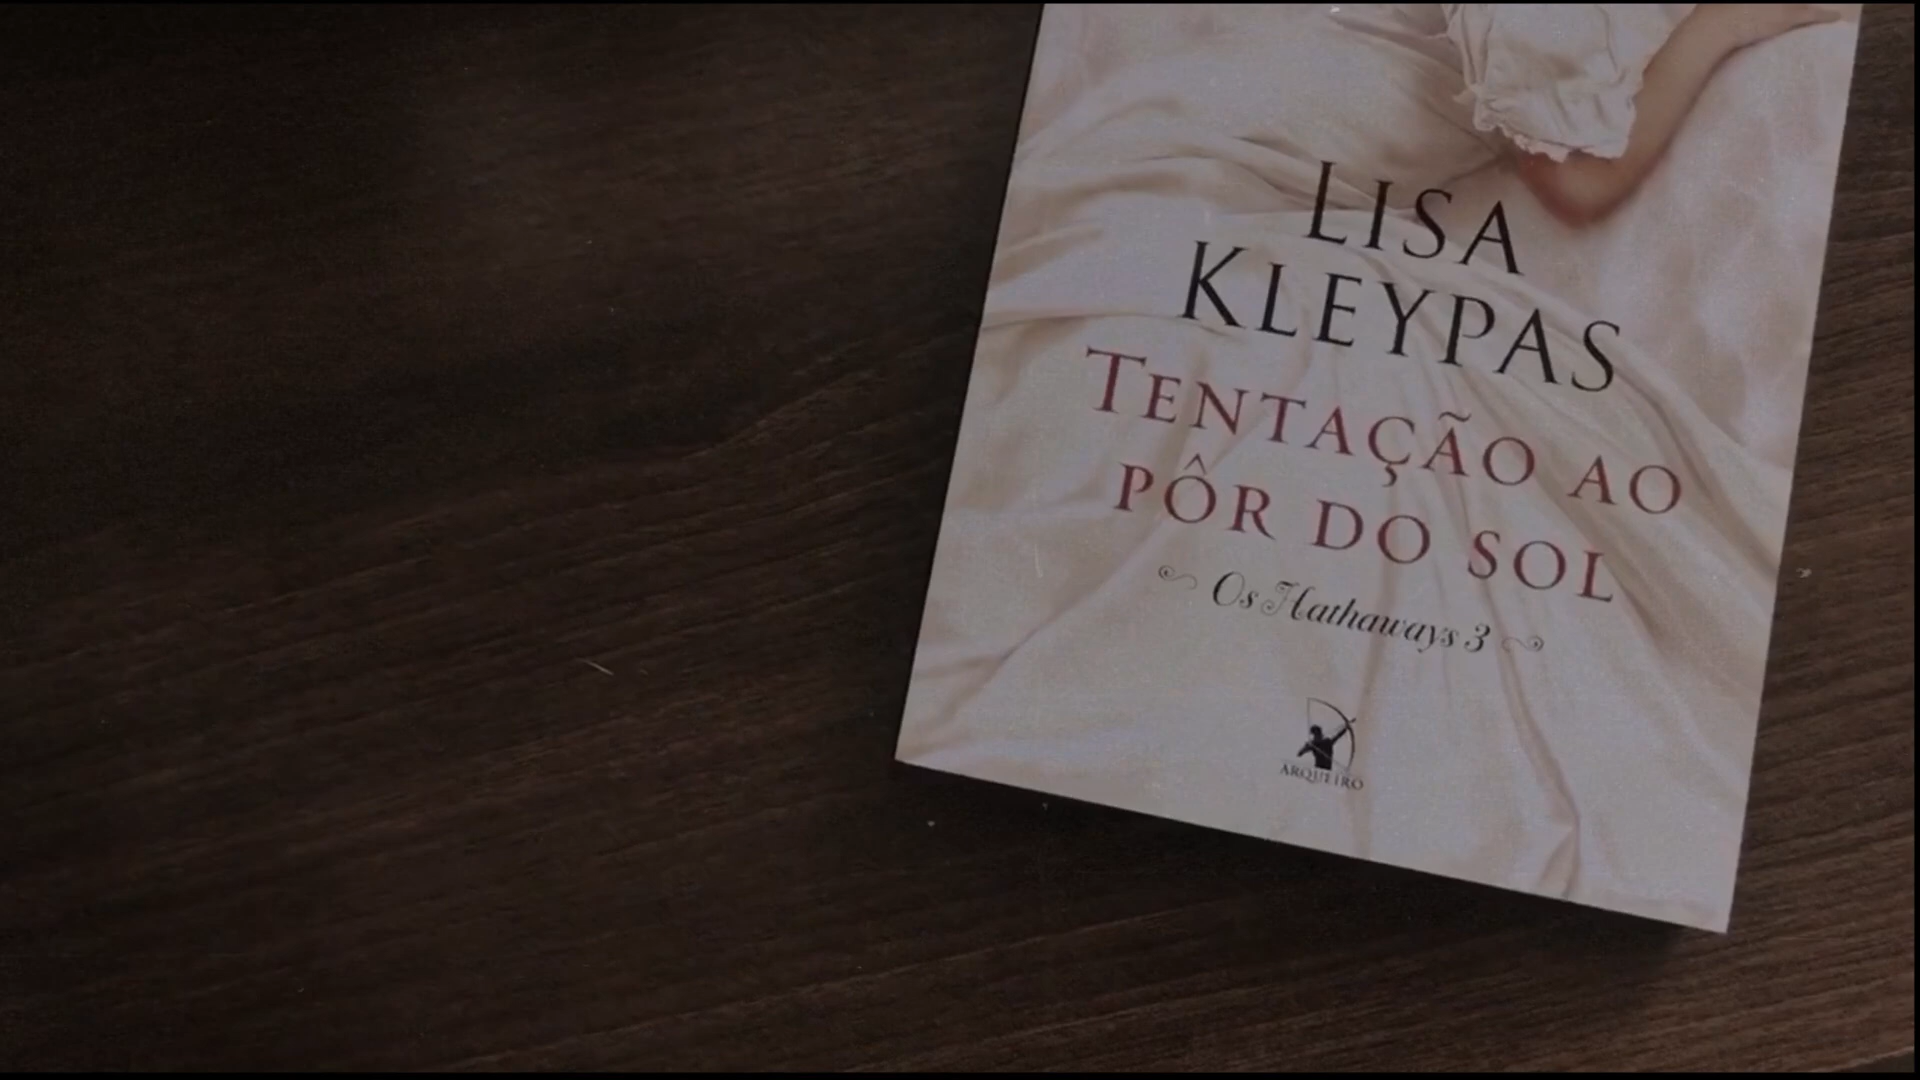 LISA
KLEYPAS
TENTAÇÃO AO
PÔR DO SOL
Os Hathaways 3
ARQUEIRO